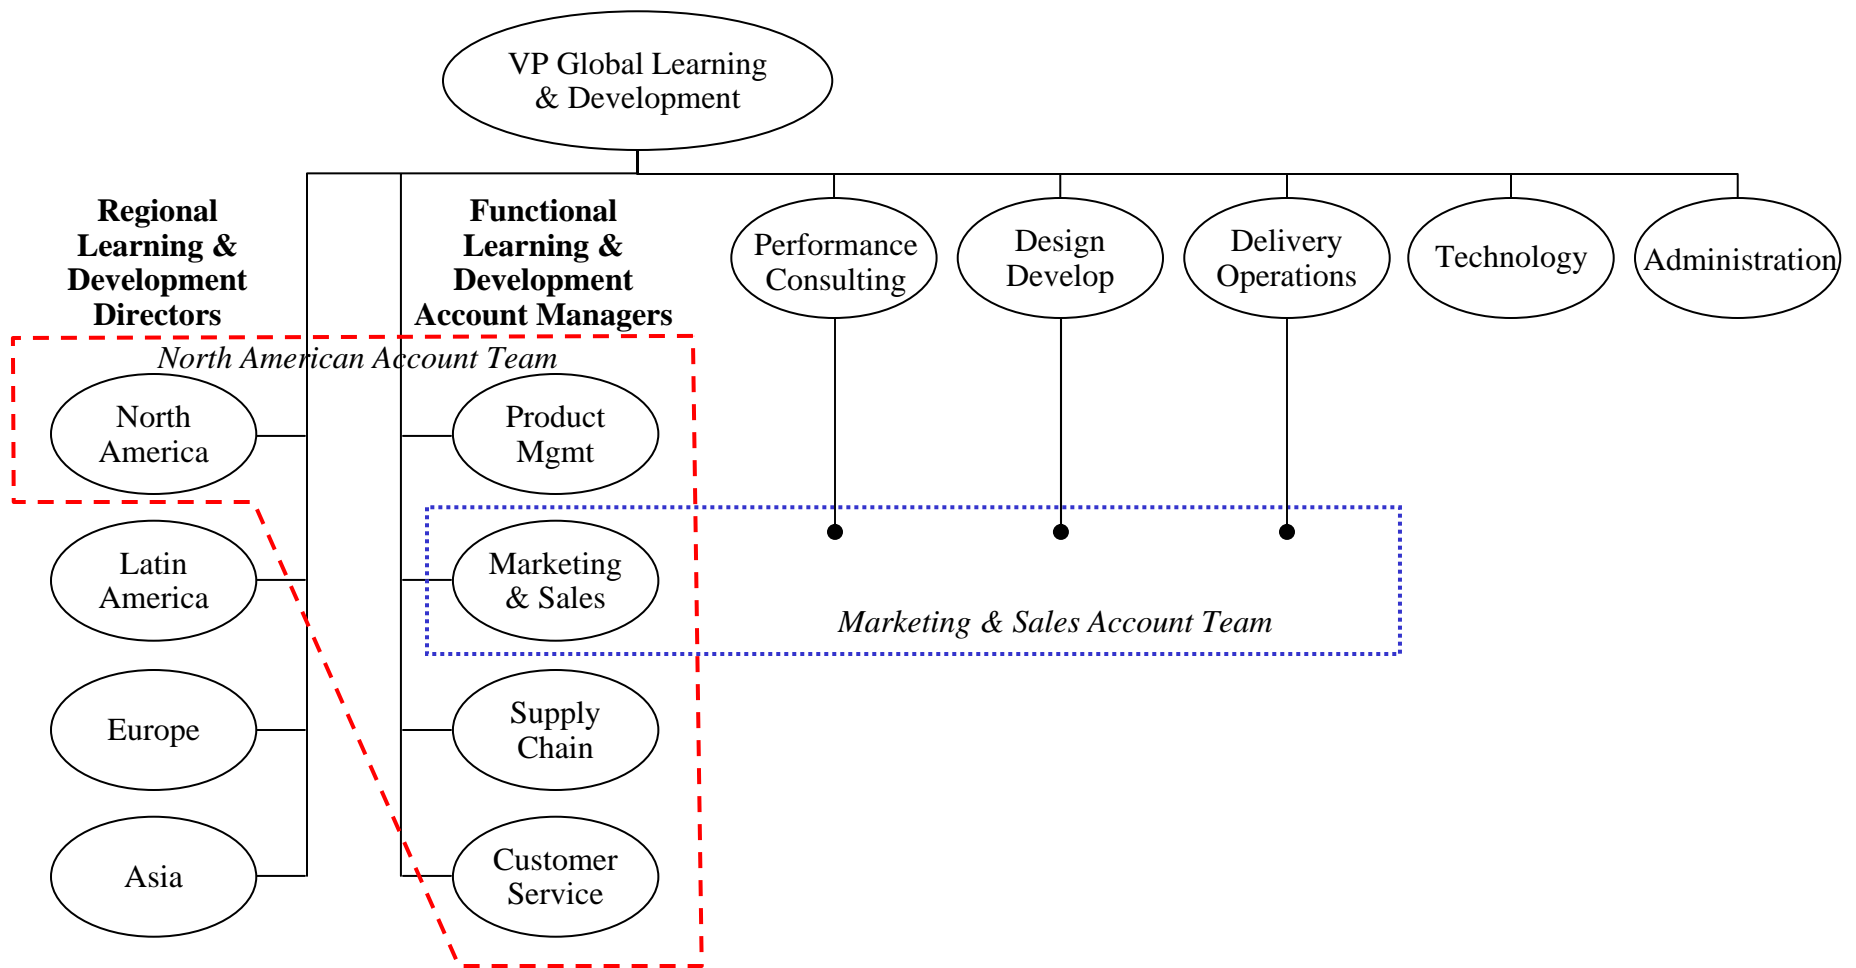 VP Global Learning
& Development
Regional
Learning &
Development
Directors
Functional
Learning &
Development
Account Managers
Performance
Consulting
Design
Develop
Delivery
Operations
Technology
Administration
North American Account Team
North
America
Product
Mgmt
Latin
America
Marketing
& Sales
Marketing & Sales Account Team
Europe
Supply
Chain
Asia
Customer
Service